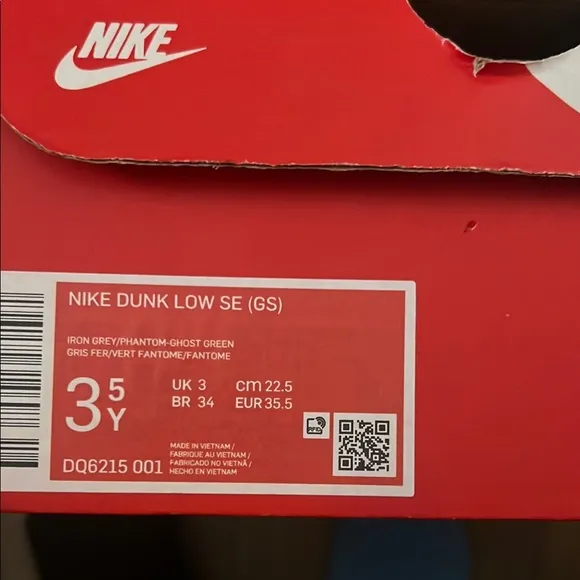 NIKE
NIKE DUNK LOW SE (GS)
IRON GREY/PHANTOM-GHOST GREEN
GRIS FER/VERT FANTOME/FANTOME
3 5 Y
UK 3 cm 22.5
BR 34 EUR 35.5
RFID
MADE IN VIETNAM /
FABRIQUE AU VIETNAM /
FABRICADO NO VIETNÃ /
HECHO EN VIETNAM
DQ6215 001